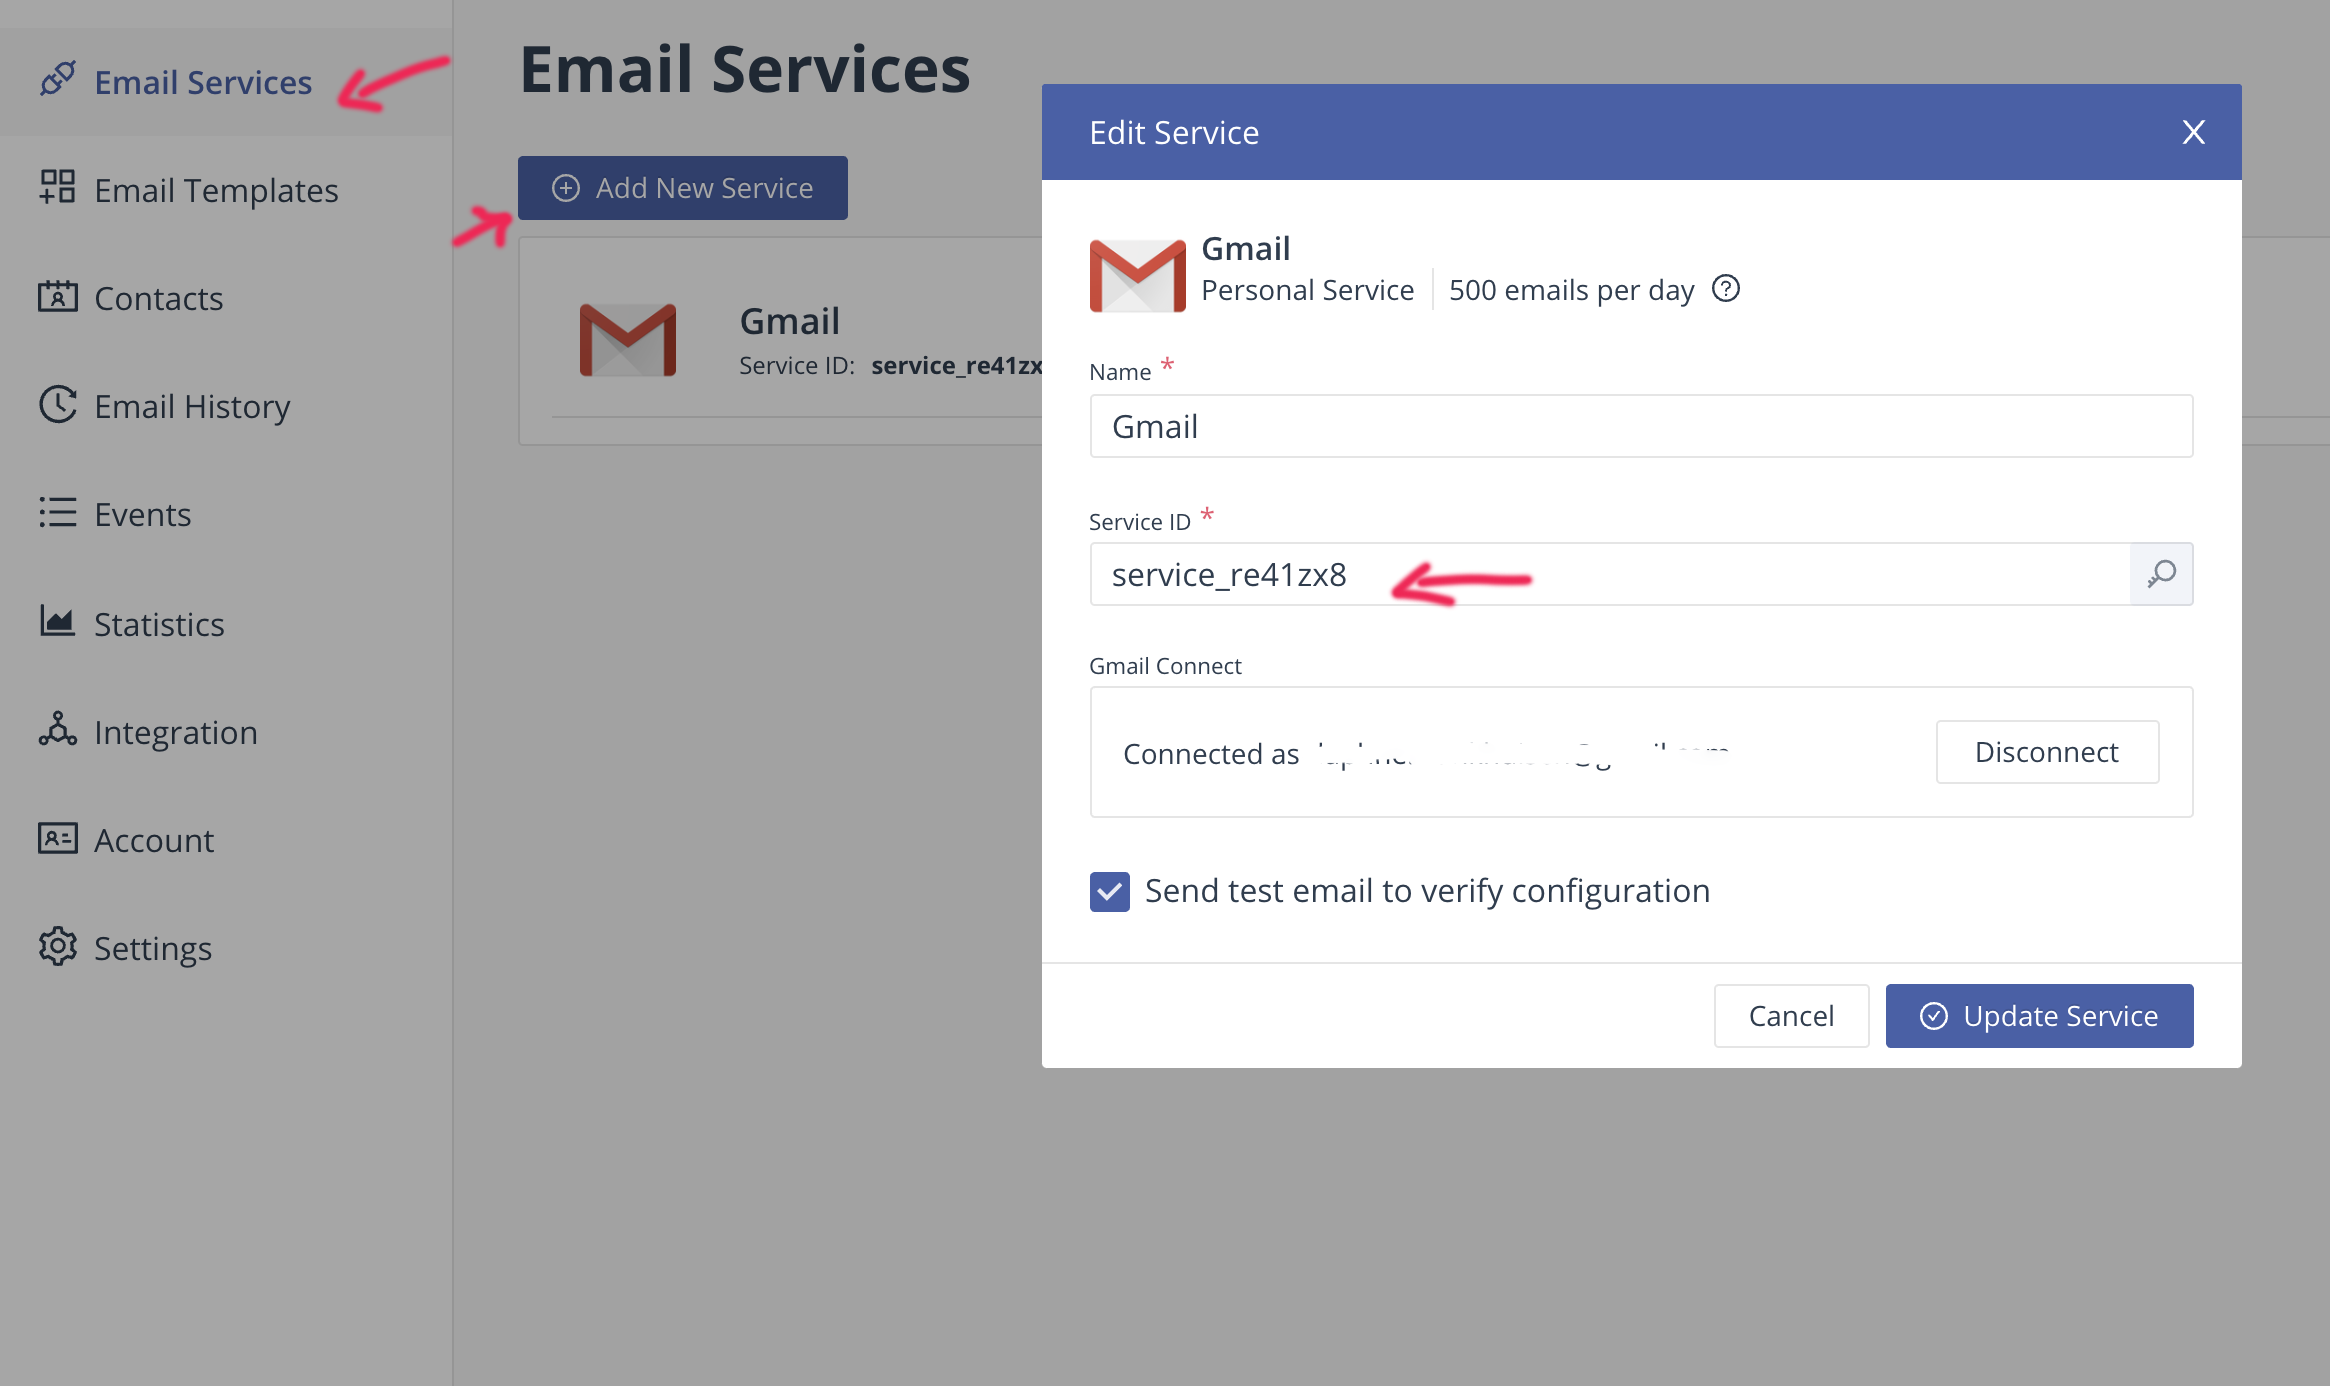 Email Services
Email Templates
Contacts
Email History
Events
Statistics
Integration
Account
Settings
Email Services
Add New Service
Gmail
Service ID: service_re41zx
Edit Service
X
Gmail
Personal Service 500 emails per day
Name *
Gmail
Service ID *
service_re41zx8
Gmail Connect
Connected as
Disconnect
Send test email to verify configuration
Cancel
Update Service